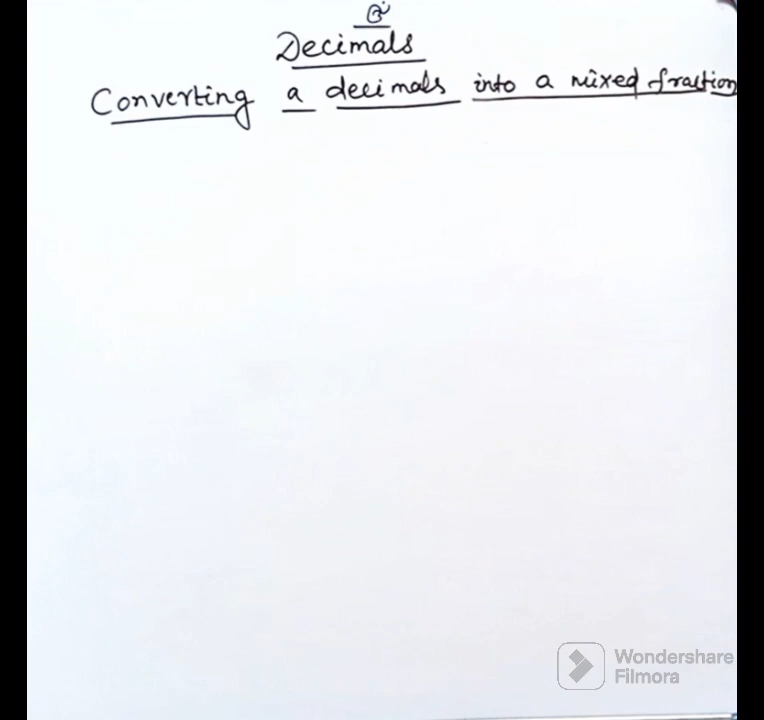 Decimals
Converting a decimals into a mixed fraction
Wondershare
Filmora